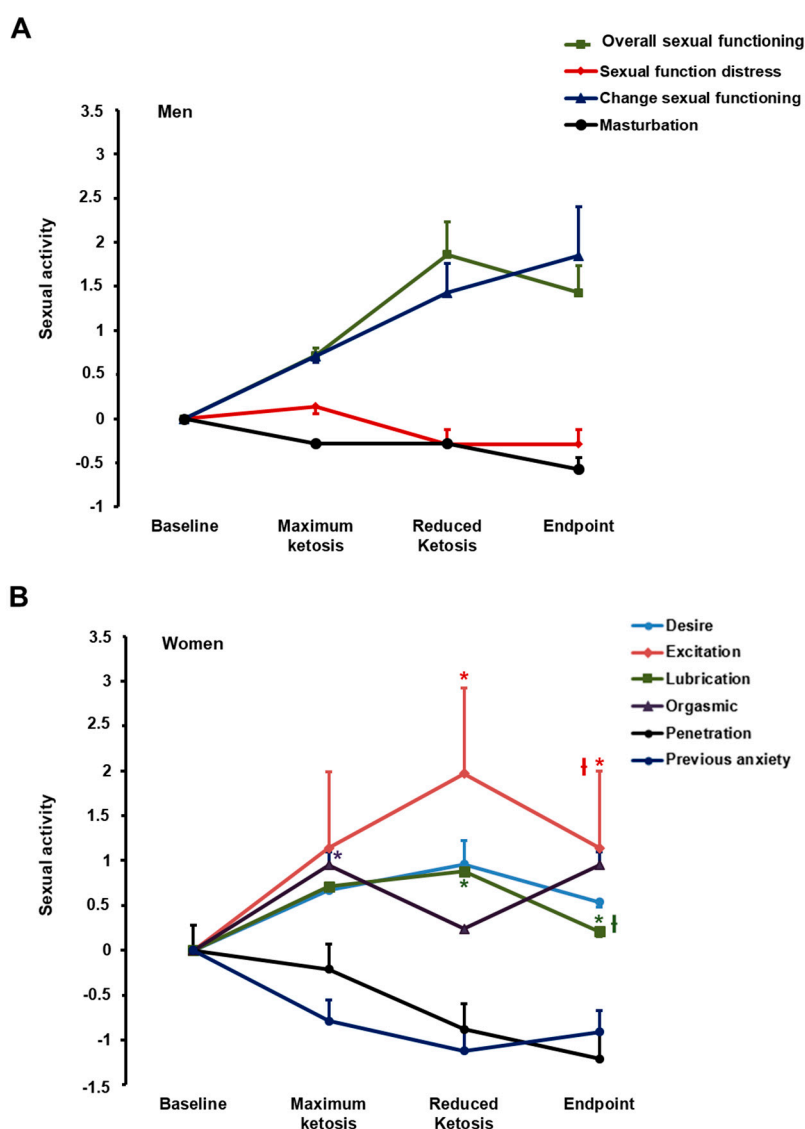 A
Overall sexual functioning
Sexual function distress
Change sexual functioning
Masturbation
Men
Sexual activity
3.5
3
2.5
2
1.5
1
0.5
0
-0.5
-1
Baseline
Maximum ketosis
Reduced Ketosis
Endpoint
B
Desire
Excitation
Lubrication
Orgasmic
Penetration
Previous anxiety
Women
Sexual activity
3.5
3
2.5
2
1.5
1
0.5
0
-0.5
-1
-1.5
*
ƚ *
*
*
* ƚ
Baseline
Maximum ketosis
Reduced Ketosis
Endpoint